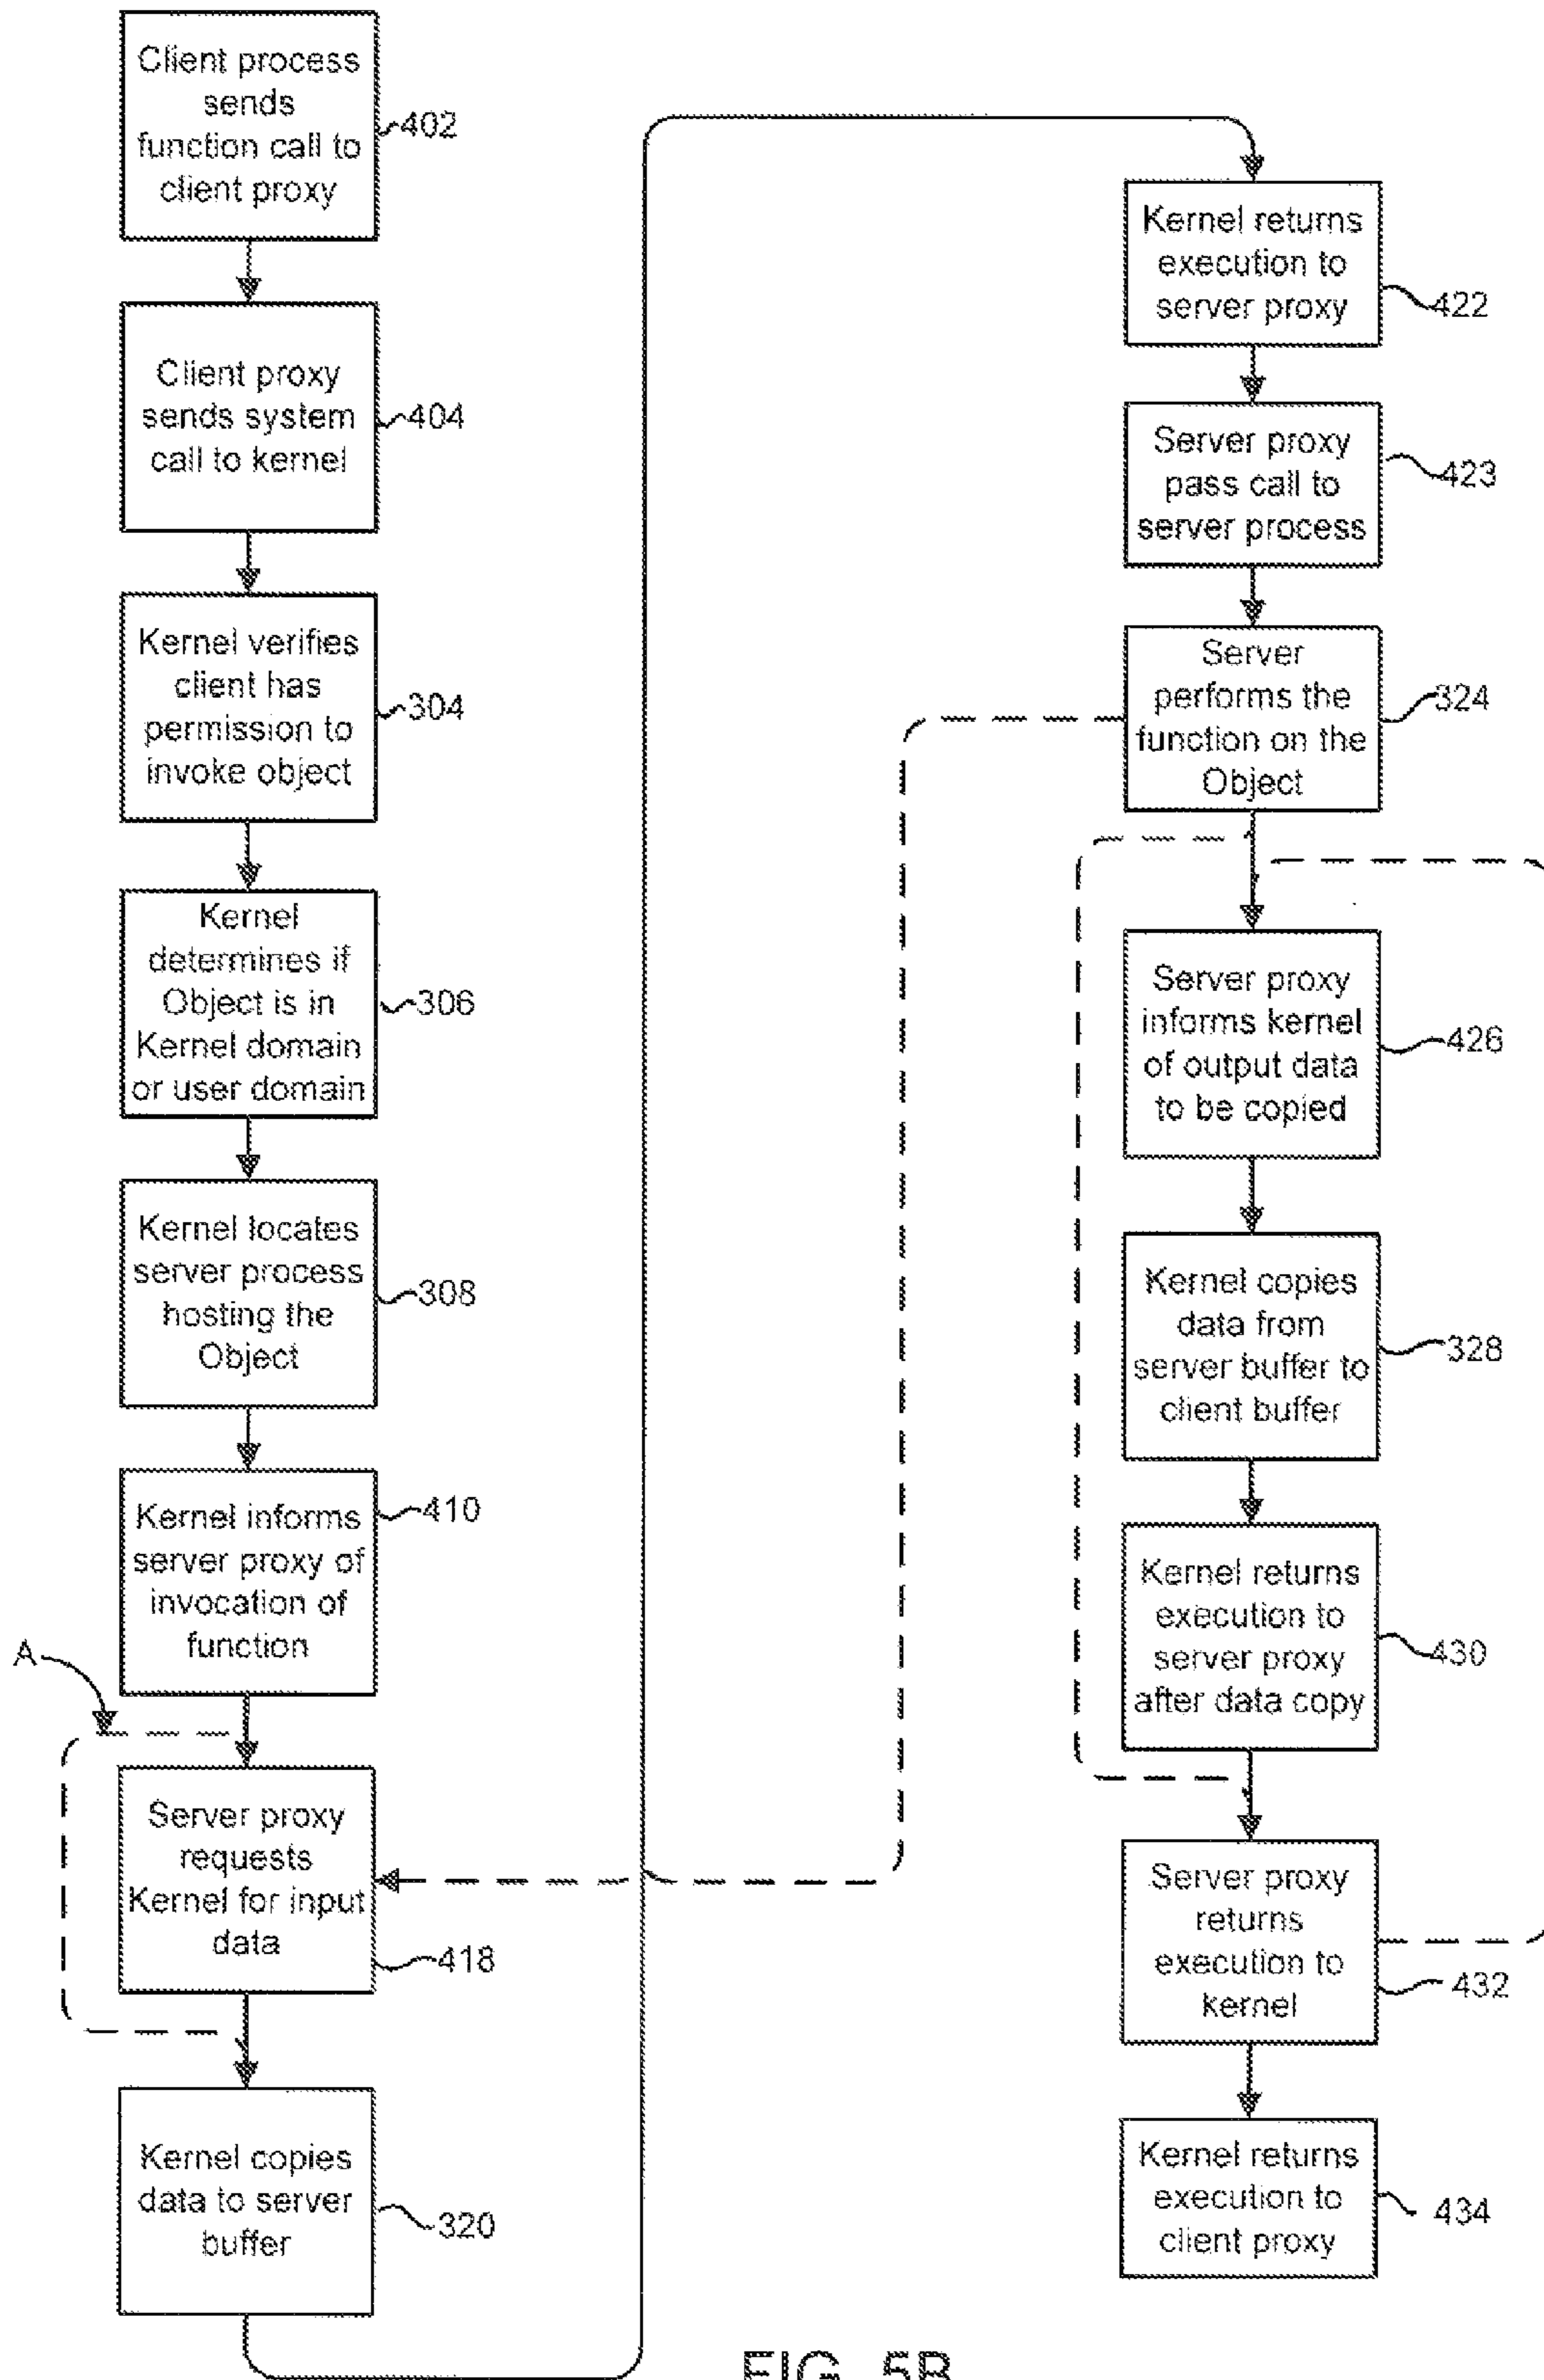 Client process
sends
function call to
client proxy
402
Client proxy
sends system
call to kernel
404
Kernel verifies
client has
permission to
invoke object
304
Kernel
determines if
Object is in
Kernel domain
or user domain
306
Kernel locates
server process
hosting the
Object
308
Kernel informs
server proxy of
invocation of
function
410
A
Server proxy
requests
Kernel for input
data
418
Kernel copies
data to server
buffer
320
Kernel returns
execution to
server proxy
422
Server proxy
pass call to
server process
423
Server
performs the
function on the
Object
324
Server proxy
informs kernel
of output data
to be copied
426
Kernel copies
data from
server buffer to
client buffer
328
Kernel returns
execution to
server proxy
after data copy
430
Server proxy
returns
execution to
kernel
432
Kernel returns
execution to
client proxy
434
FIG. 5B